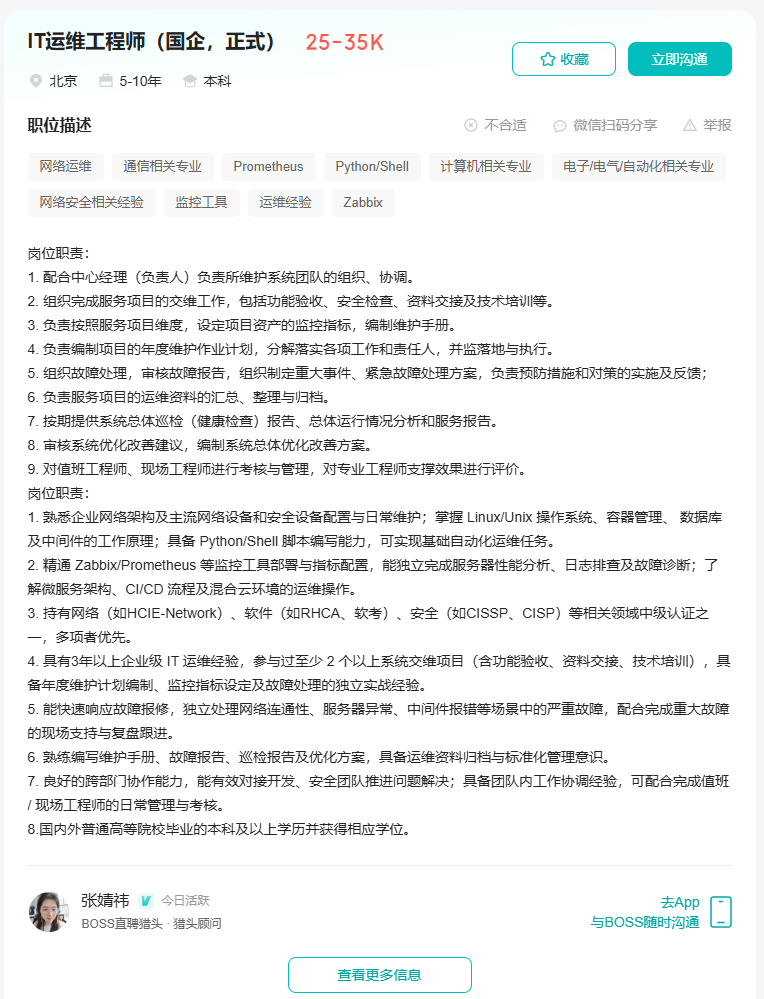 IT运维工程师（国企，正式） 25-35K
收藏 立即沟通
北京 5-10年 本科
职位描述 不合适 微信扫码分享 举报
网络运维 通信相关专业 Prometheus Python/Shell 计算机相关专业 电子/电气/自动化相关专业
网络安全相关经验 监控工具 运维经验 Zabbix
岗位职责：
1. 配合中心经理（负责人）负责所维护系统团队的组织、协调。
2. 组织完成服务项目的交维工作，包括功能验收、安全检查、资料交接及技术培训等。
3. 负责按照服务项目维度，设定项目资产的监控指标，编制维护手册。
4. 负责编制项目的年度维护作业计划，分解落实各项工作和责任人，并监落地与执行。
5. 组织故障处理，审核故障报告，组织制定重大事件、紧急故障处理方案，负责预防措施和对策的实施及反馈；
6. 负责服务项目的运维资料的汇总、整理与归档。
7. 按期提供系统总体巡检（健康检查）报告、总体运行情况分析和服务报告。
8. 审核系统优化改善建议，编制系统总体优化改善方案。
9. 对值班工程师、现场工程师进行考核与管理，对专业工程师支撑效果进行评价。
岗位职责：
1. 熟悉企业网络架构及主流网络设备和安全设备配置与日常维护；掌握 Linux/Unix 操作系统、容器管理、 数据库
及中间件的工作原理；具备 Python/Shell 脚本编写能力，可实现基础自动化运维任务。
2. 精通 Zabbix/Prometheus 等监控工具部署与指标配置，能独立完成服务器性能分析、日志排查及故障诊断；了
解微服务架构、CI/CD 流程及混合云环境的运维操作。
3. 持有网络（如HCIE-Network）、软件（如RHCA、软考）、安全（如CISSP、CISP）等相关领域中级认证之
一，多项者优先。
4. 具有3年以上企业级 IT 运维经验，参与过至少 2 个以上系统交维项目（含功能验收、资料交接、技术培训），具
备年度维护计划编制、监控指标设定及故障处理的独立实战经验。
5. 能快速响应故障报修，独立处理网络连通性、服务器异常、中间件报错等场景中的严重故障，配合完成重大故障
的现场支持与复盘跟进。
6. 熟练编写维护手册、故障报告、巡检报告及优化方案，具备运维资料归档与标准化管理意识。
7. 良好的跨部门协作能力，能有效对接开发、安全团队推进问题解决；具备团队内工作协调经验，可配合完成值班
/ 现场工程师的日常管理与考核。
8.国内外普通高等院校毕业的本科及以上学历并获得相应学位。
张婧祎 今日活跃
BOSS直聘猎头 · 猎头顾问
去App
与BOSS随时沟通
查看更多信息